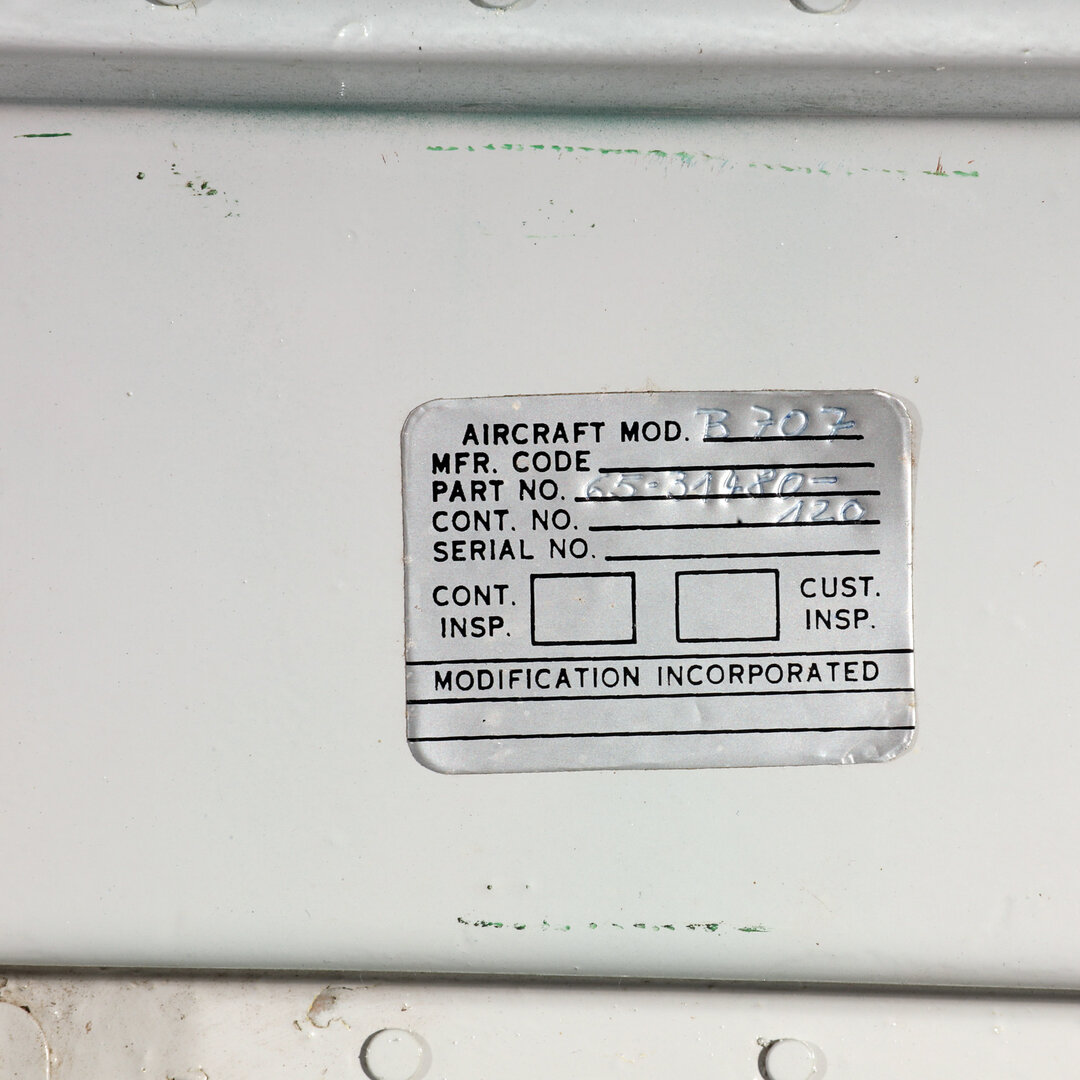 AIRCRAFT MOD. B 707
MFR. CODE
PART NO. 65-31480-
CONT. NO. 120
SERIAL NO.
CONT. INSP.
CUST. INSP.
MODIFICATION INCORPORATED